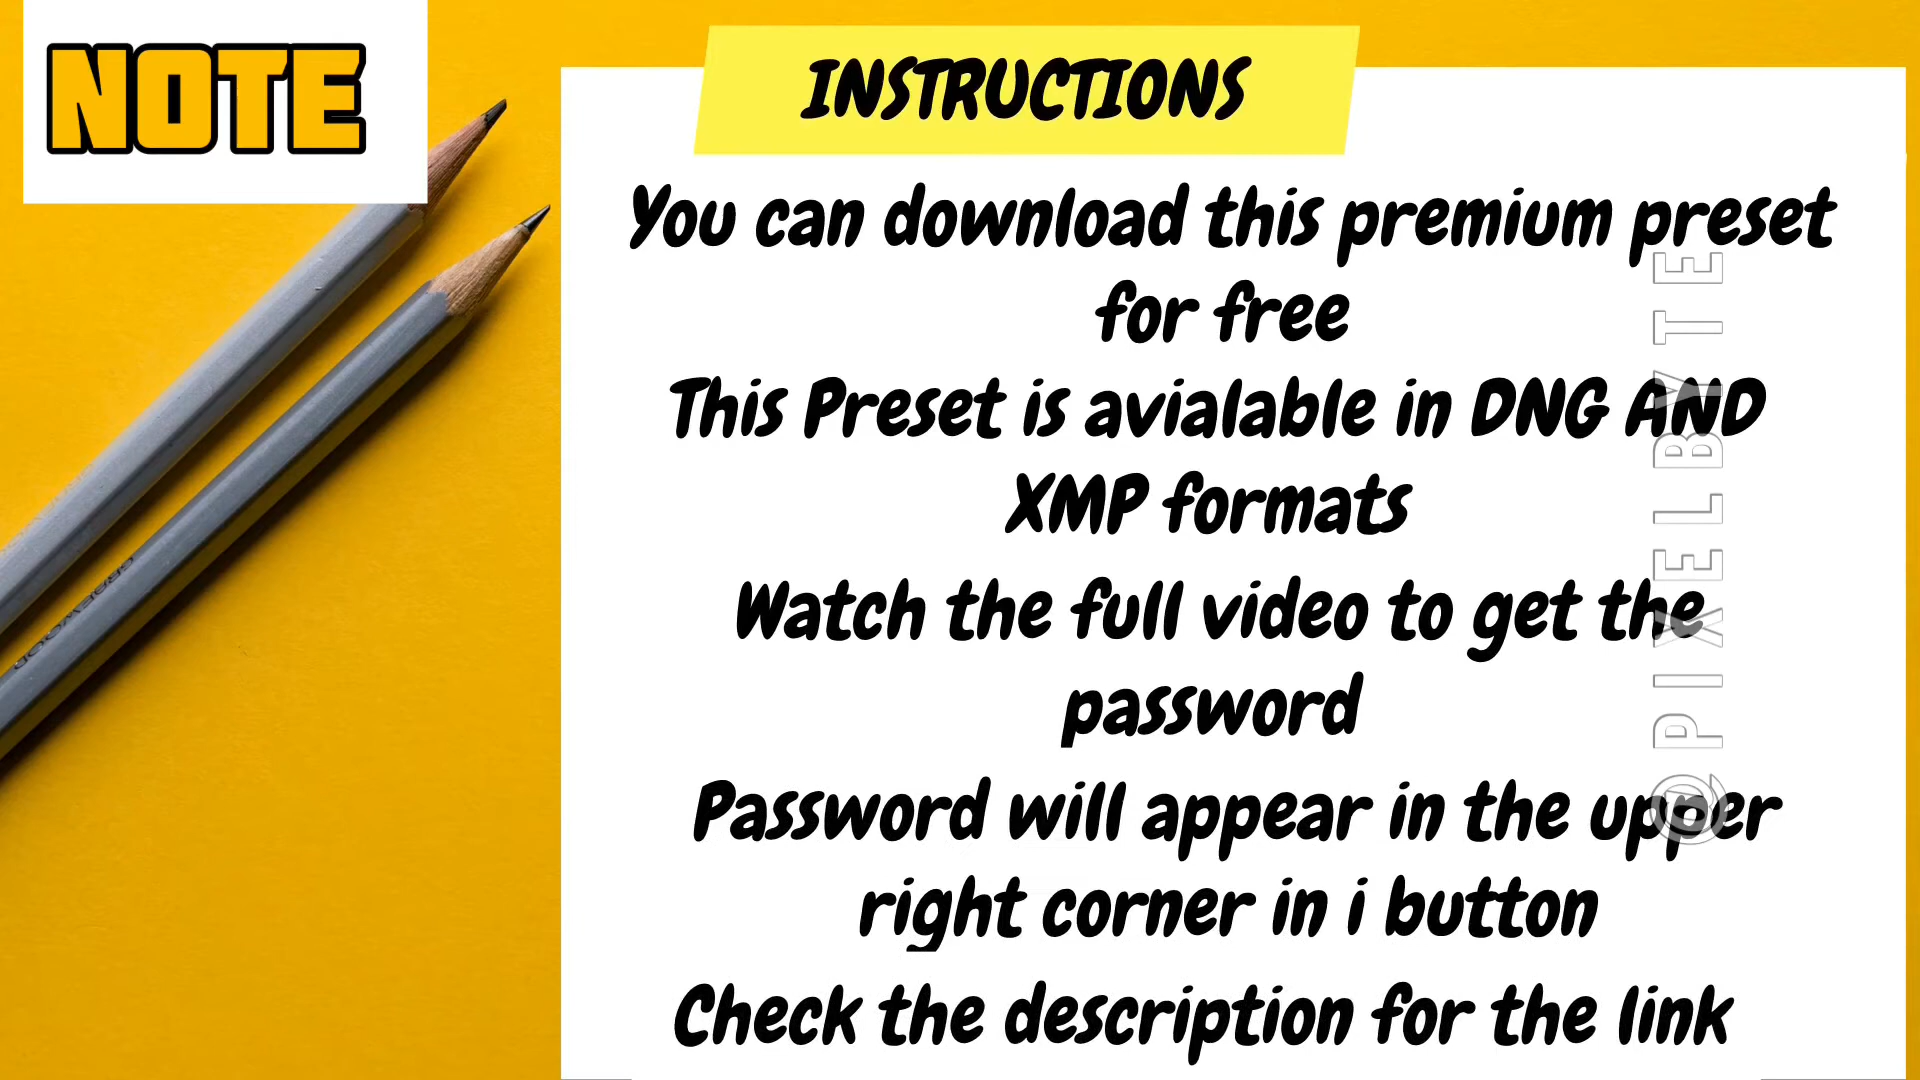 NOTE
INSTRUCTIONS
You can download this premium preset
for free
This Preset is avialable in DNG AND
XMP formats
Watch the full video to get the
password
Password will appear in the upper
right corner in i button
Check the description for the link
@PIXELBYTE